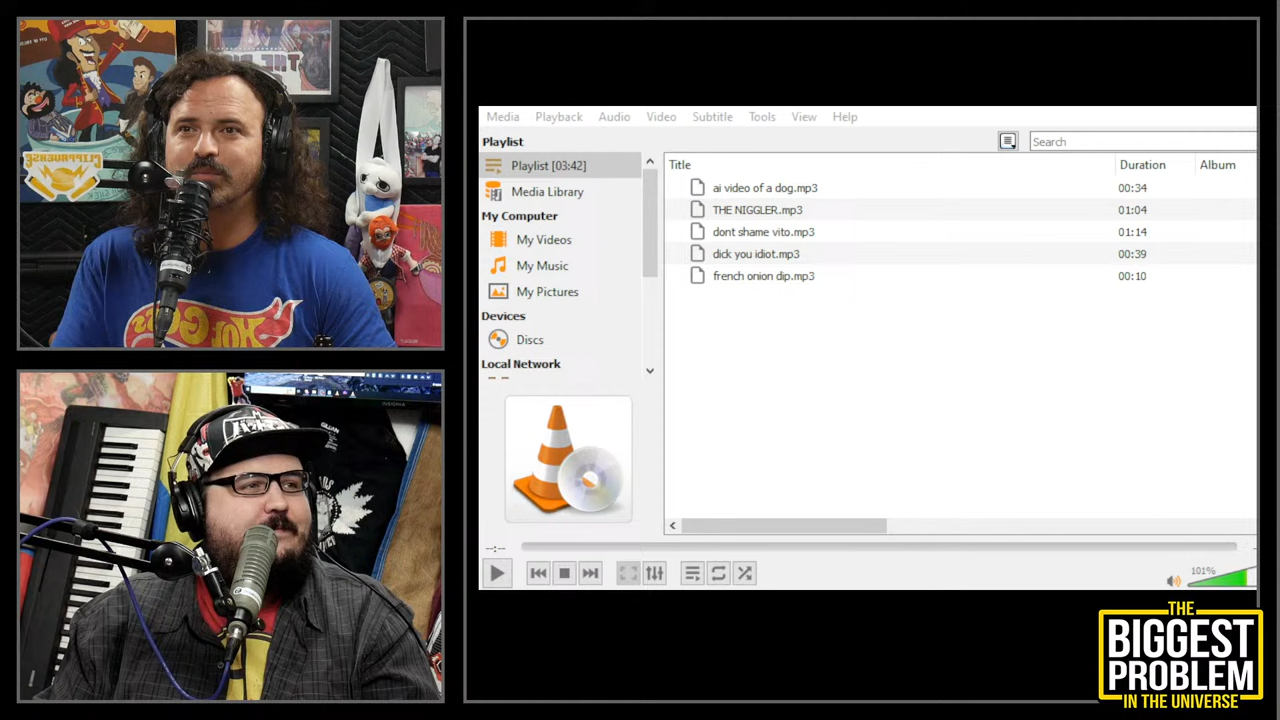 Media Playback Audio Video Subtitle Tools View Help
Playlist
Search
Playlist [03:42]
Media Library
My Computer
My Videos
My Music
My Pictures
Devices
Discs
Local Network
Title Duration Album
ai video of a dog.mp3 00:34
THE NIGGLER.mp3 01:04
dont shame vito.mp3 01:14
dick you idiot.mp3 00:39
french onion dip.mp3 00:10
--:--
101%
THE
BIGGEST
PROBLEM
IN THE UNIVERSE
INSIGNIA